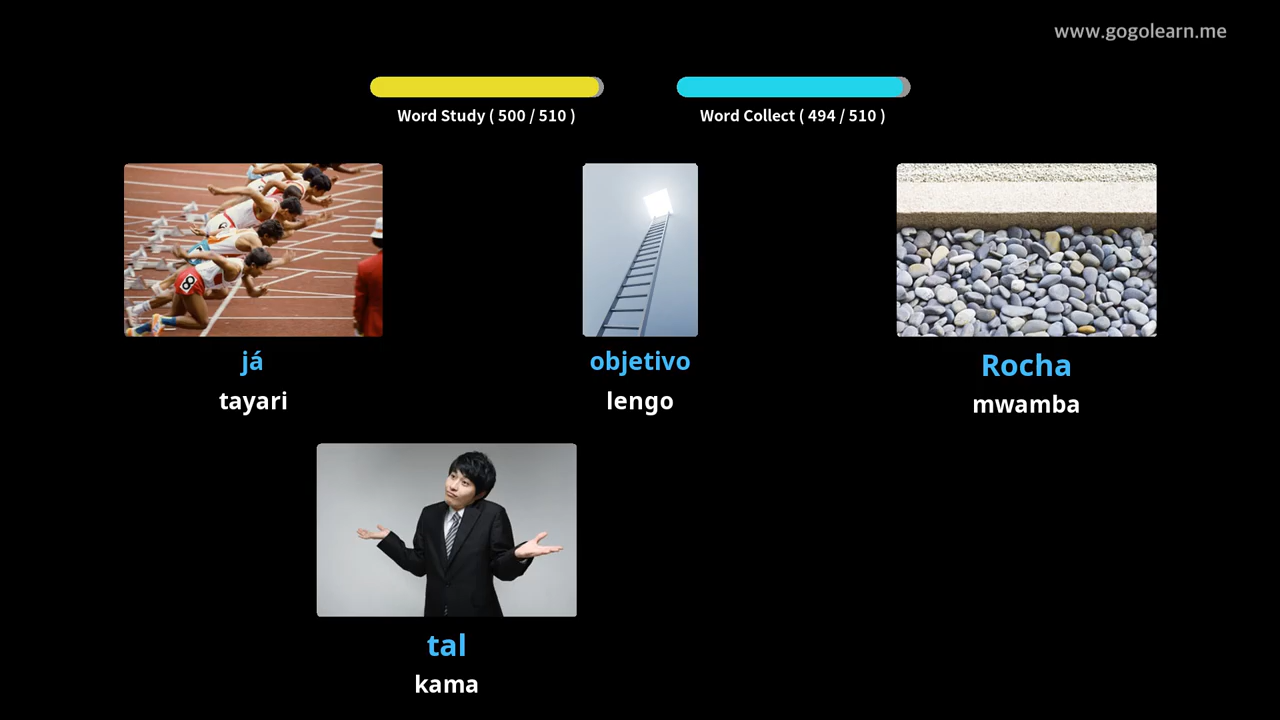 www.gogolearn.me
Word Study ( 500 / 510 )
Word Collect ( 494 / 510 )
já
tayari
objetivo
lengo
Rocha
mwamba
tal
kama